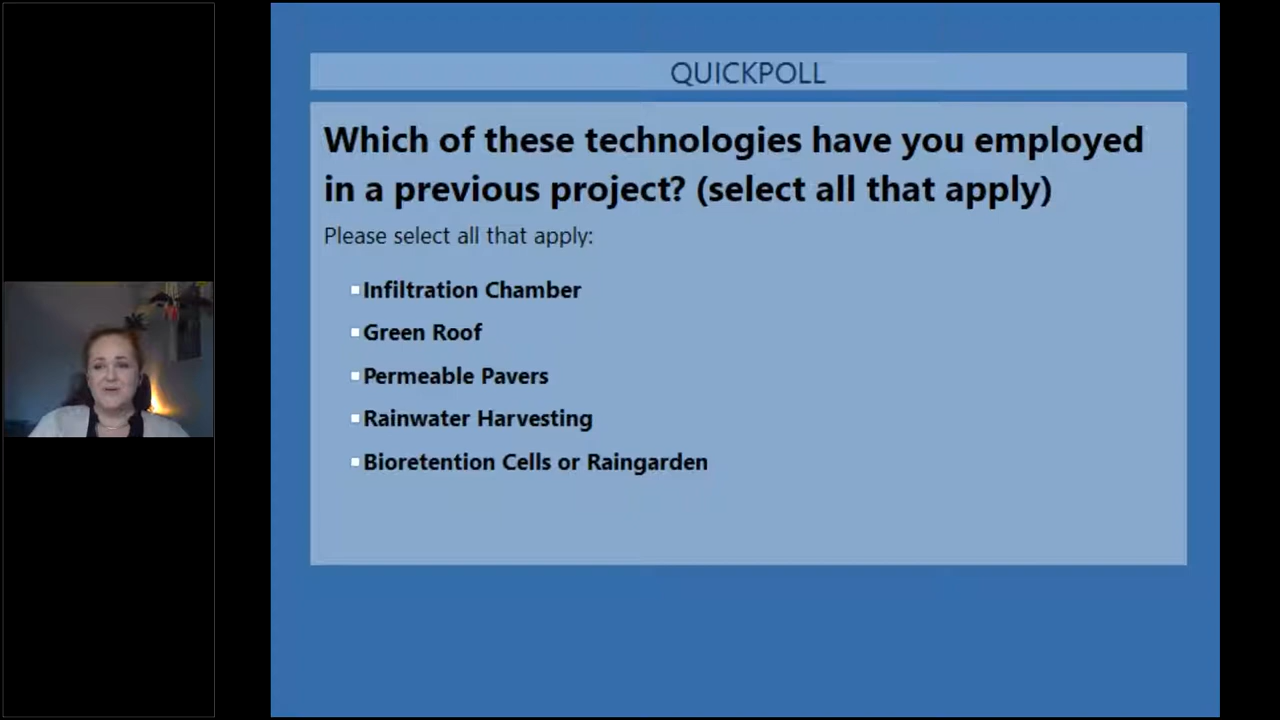 QUICKPOLL
Which of these technologies have you employed
in a previous project? (select all that apply)
Please select all that apply:
Infiltration Chamber
Green Roof
Permeable Pavers
Rainwater Harvesting
Bioretention Cells or Raingarden